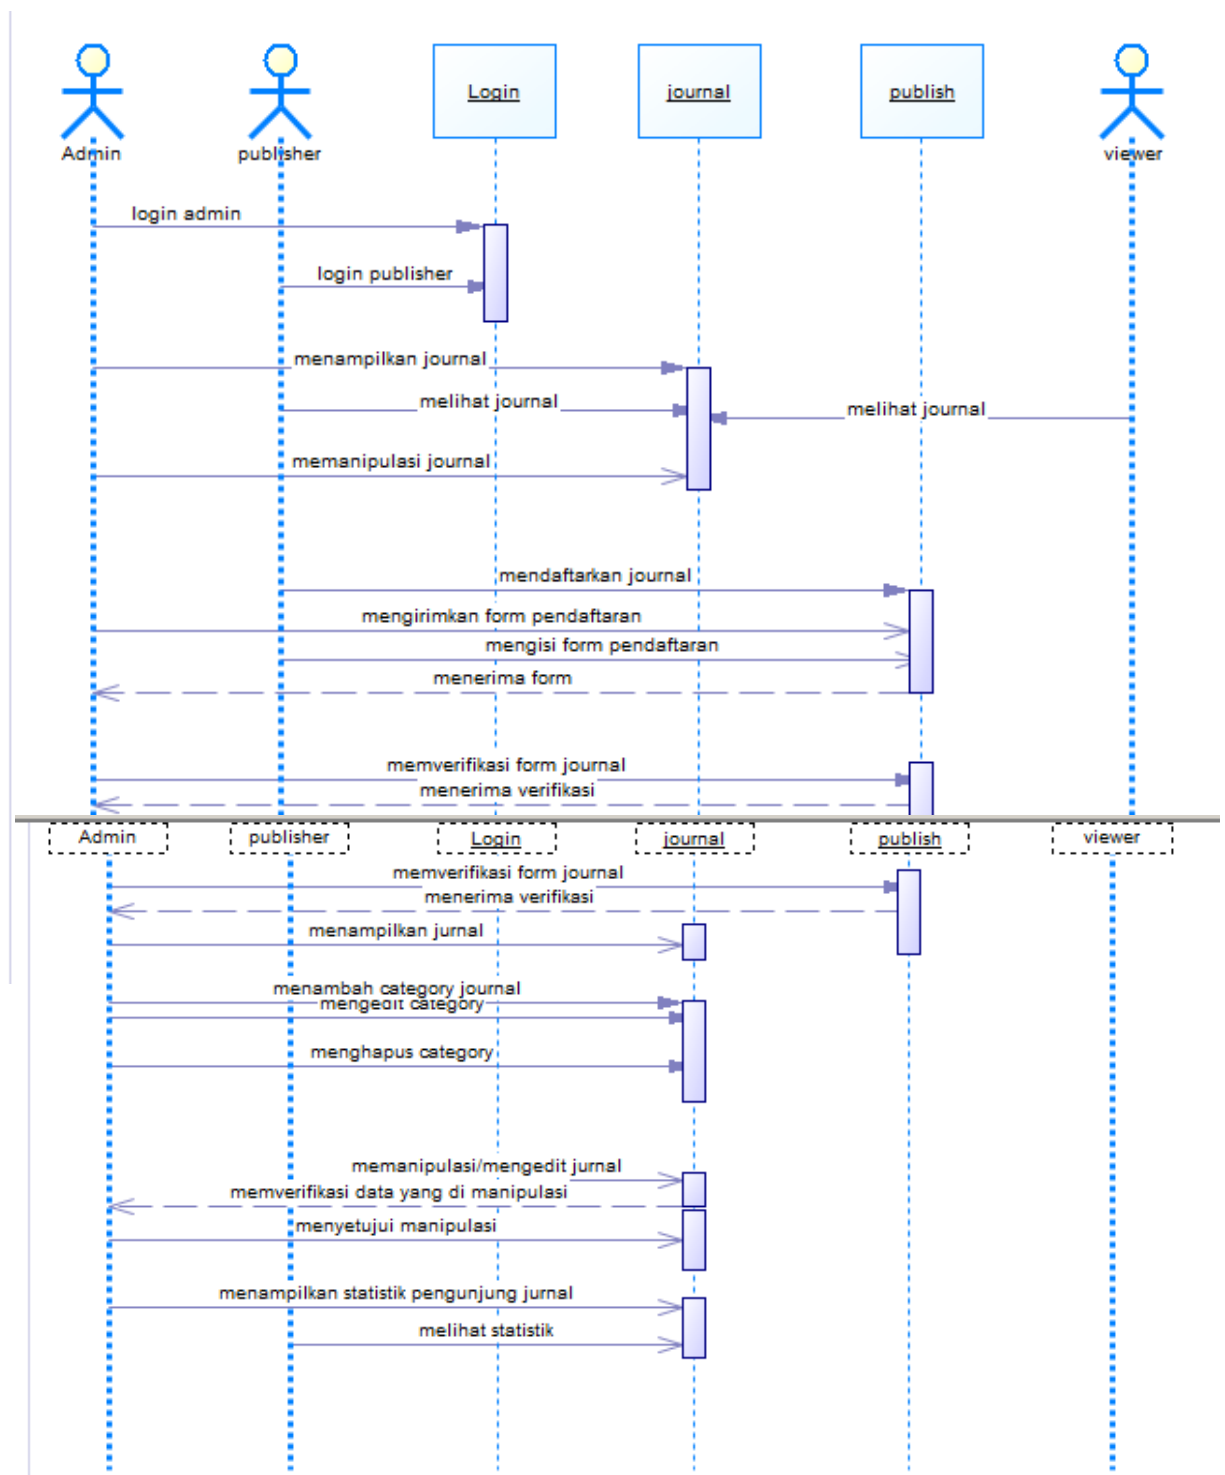 Login
journal
publish
Admin
publisher
viewer
login admin
login publisher
menampilkan journal
melihat journal
melihat journal
memanipulasi journal
mendaftarkan journal
mengirimkan form pendaftaran
mengisi form pendaftaran
menerima form
memverifikasi form journal
menerima verifikasi
Admin
publisher
Login
journal
publish
viewer
memverifikasi form journal
menerima verifikasi
menampilkan jurnal
menambah category journal
mengedit category
menghapus category
memanipulasi/mengedit jurnal
memverifikasi data yang di manipulasi
menyetujui manipulasi
menampilkan statistik pengunjung jurnal
melihat statistik